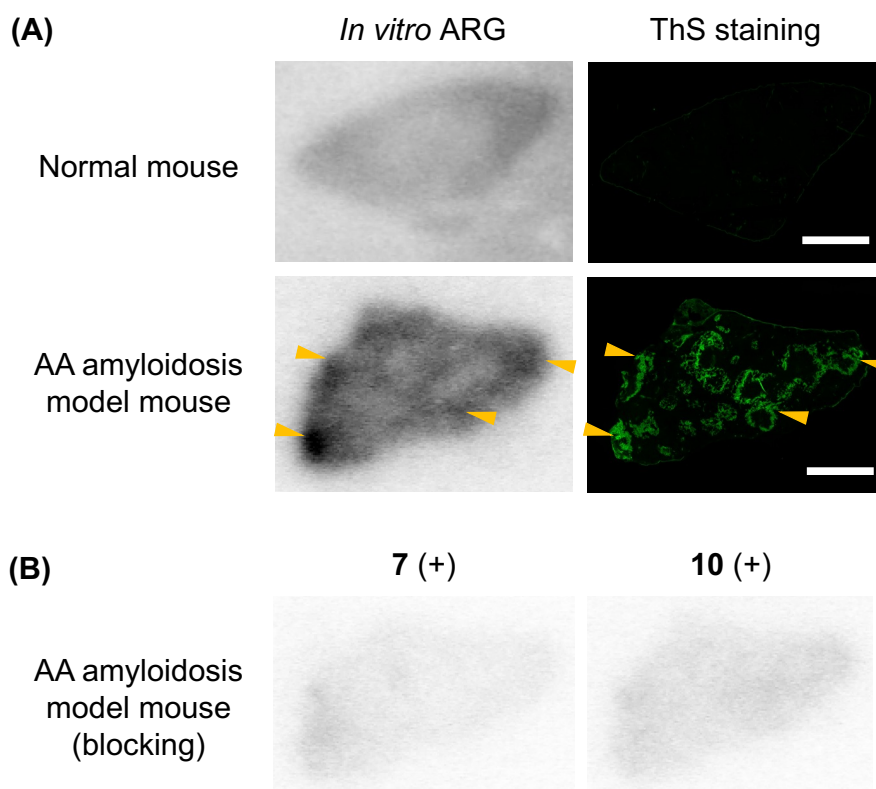 (A)
In vitro ARG
ThS staining
Normal mouse
AA amyloidosis
model mouse
(B)
7 (+)
10 (+)
AA amyloidosis
model mouse
(blocking)